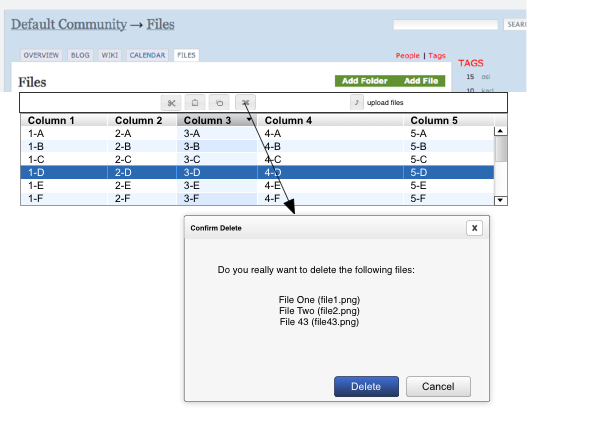 Default Community → Files
SEARC
OVERVIEW BLOG WIKI CALENDAR FILES
People | Tags
TAGS
15 osi
10 kari
Files
Add Folder Add File
upload files
Column 1 Column 2 Column 3 Column 4 Column 5
1-A 2-A 3-A 4-A 5-A
1-B 2-B 3-B 4-B 5-B
1-C 2-C 3-C 4-C 5-C
1-D 2-D 3-D 4-D 5-D
1-E 2-E 3-E 4-E 5-E
1-F 2-F 3-F 4-F 5-F
Confirm Delete X
Do you really want to delete the following files:
File One (file1.png)
File Two (file2.png)
File 43 (file43.png)
Delete Cancel